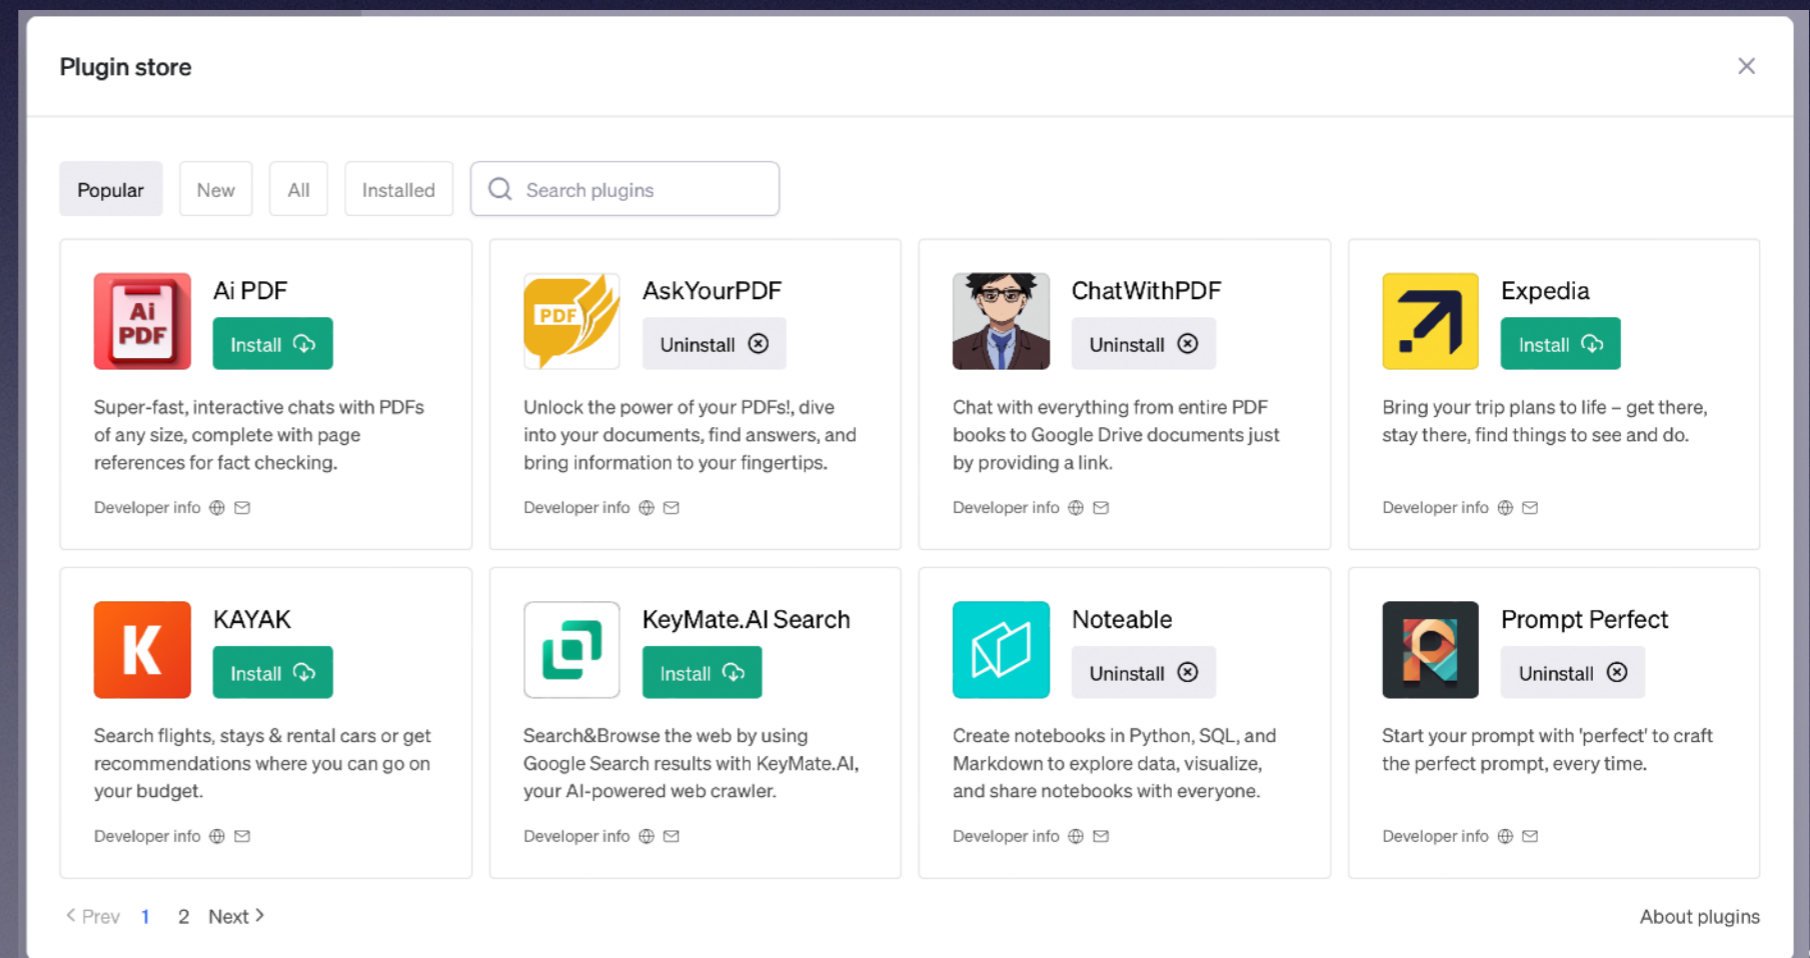 Plugin store
Popular
New
All
Installed
Search plugins
Ai
PDF
Ai PDF
Install
Super-fast, interactive chats with PDFs
of any size, complete with page
references for fact checking.
Developer info
PDF
AskYourPDF
Uninstall
Unlock the power of your PDFs!, dive
into your documents, find answers, and
bring information to your fingertips.
Developer info
ChatWithPDF
Uninstall
Chat with everything from entire PDF
books to Google Drive documents just
by providing a link.
Developer info
Expedia
Install
Bring your trip plans to life – get there,
stay there, find things to see and do.
Developer info
K
KAYAK
Install
Search flights, stays & rental cars or get
recommendations where you can go on
your budget.
Developer info
KeyMate.AI Search
Install
Search&Browse the web by using
Google Search results with KeyMate.AI,
your AI-powered web crawler.
Developer info
Noteable
Uninstall
Create notebooks in Python, SQL, and
Markdown to explore data, visualize,
and share notebooks with everyone.
Developer info
Prompt Perfect
Uninstall
Start your prompt with 'perfect' to craft
the perfect prompt, every time.
Developer info
Prev 1 2 Next
About plugins